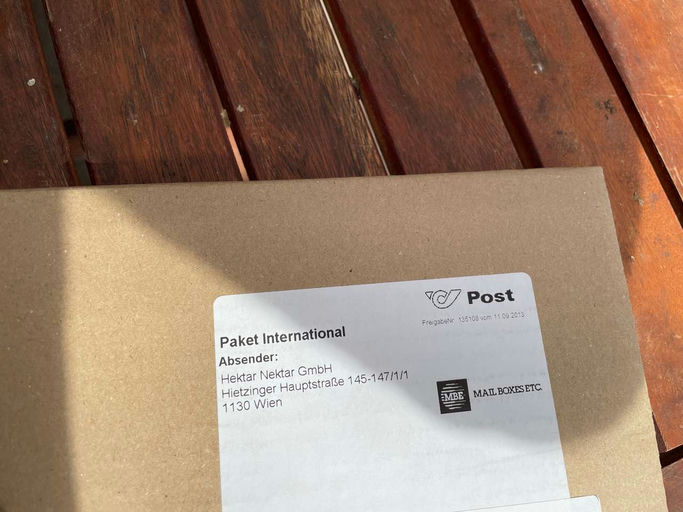 Post
FreigabeNr. 135108 vom 11.09.2013
Paket International
Absender:
Hektar Nektar GmbH
Hietzinger Hauptstraße 145-147/1/1
1130 Wien
MBE MAIL BOXES ETC.